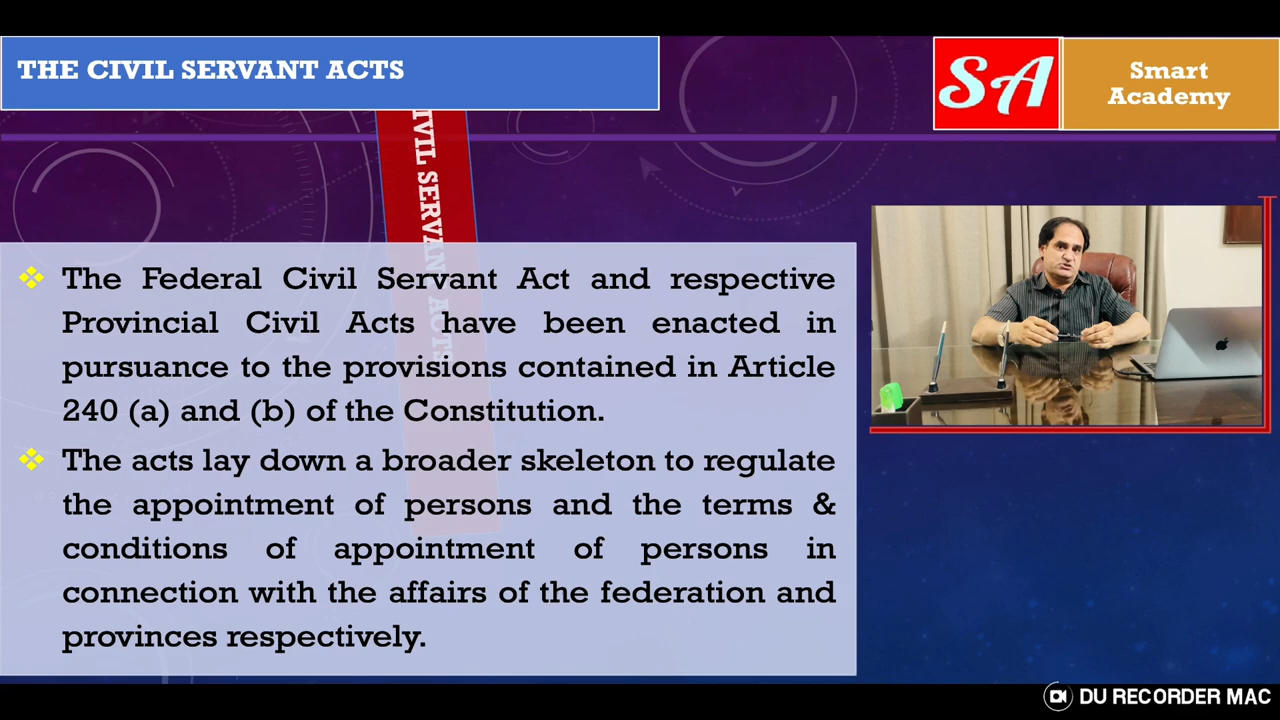 THE CIVIL SERVANT ACTS
SA
Smart
Academy
IVIL SERVANT ACTS
The Federal Civil Servant Act and respective
Provincial Civil Acts have been enacted in
pursuance to the provisions contained in Article
240 (a) and (b) of the Constitution.
The acts lay down a broader skeleton to regulate
the appointment of persons and the terms &
conditions of appointment of persons in
connection with the affairs of the federation and
provinces respectively.
DU RECORDER MAC